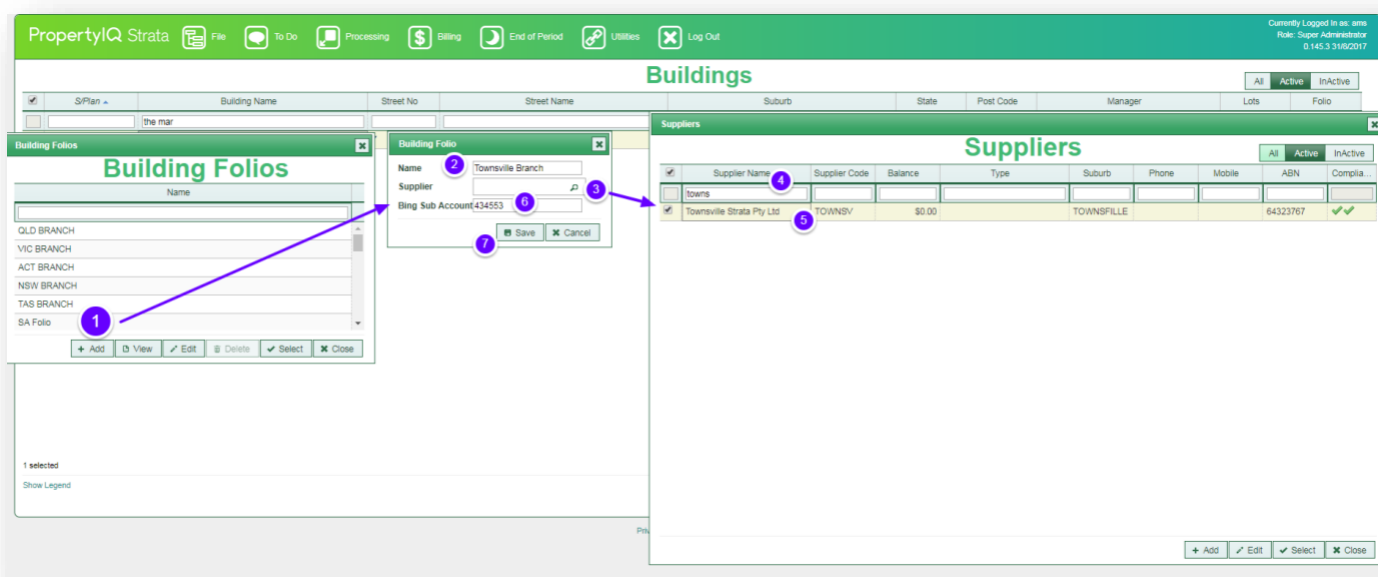 PropertyIQ Strata File To Do Processing Billing End of Period Utilities Log Out
Currently Logged In as: ams
Role: Super Administrator
0.145.3 31/8/2017
Buildings
All Active InActive
S/Plan Building Name Street No Street Name Suburb State Post Code Manager Lots Folio
the mar
Building Folios
Building Folios
Name
QLD BRANCH
VIC BRANCH
ACT BRANCH
NSW BRANCH
TAS BRANCH
SA Folio
1
+ Add View Edit Delete Select Close
Building Folio
Name 2 Townsville Branch
Supplier 3
Bing Sub Account 434553 6
7 Save Cancel
Suppliers
Suppliers
All Active InActive
Supplier Name 4 Supplier Code Balance Type Suburb Phone Mobile ABN Complia...
towns
Townsville Strata Pty Ltd 5 TOWNSV $0.00 TOWNSFILLE 64323767
+ Add Edit Select Close
1 selected
Show Legend